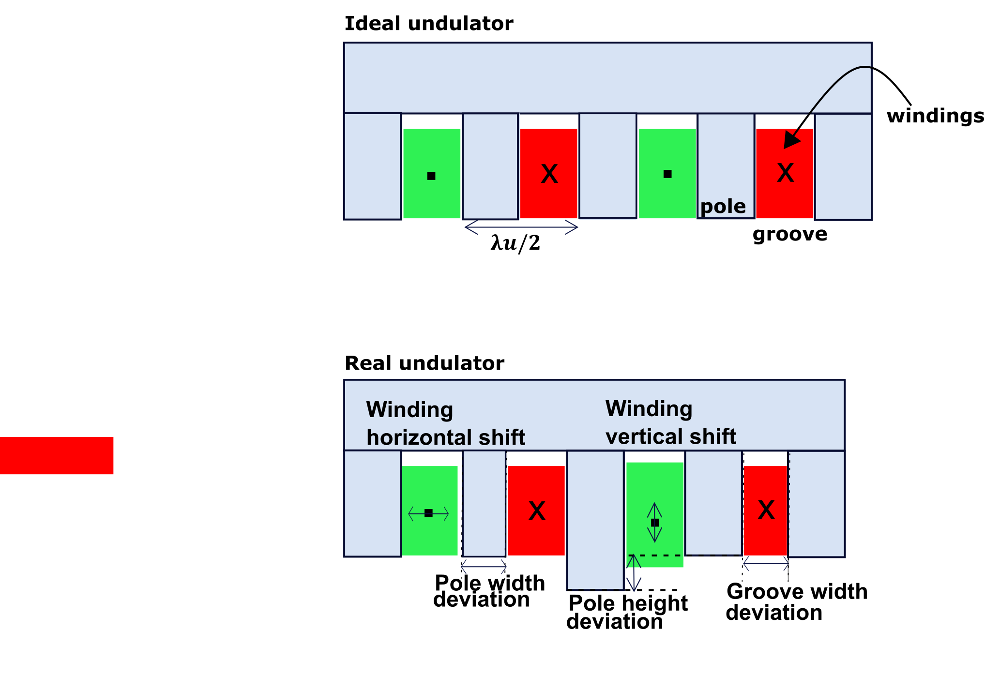 Ideal undulator
windings
X
X
pole
groove
λu/2
Real undulator
Winding
horizontal shift
Winding
vertical shift
X
X
Pole width
deviation
Pole height
deviation
Groove width
deviation